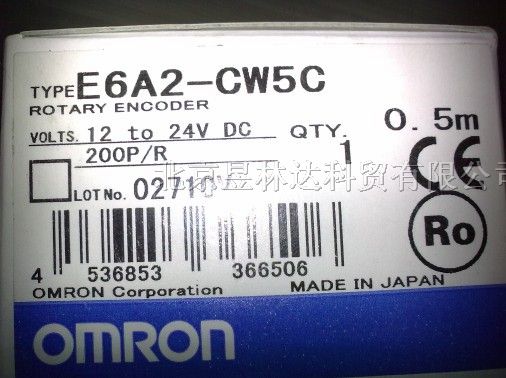 TYPE E6A2-CW5C
ROTARY ENCODER
VOLTS. 12 to 24V DC QTY. 0.5m
200P/R 1 CE
LOT No. 02710
北京昱林达科贸有限公司
Ro
4 536853 366506
OMRON Corporation MADE IN JAPAN
OMRON